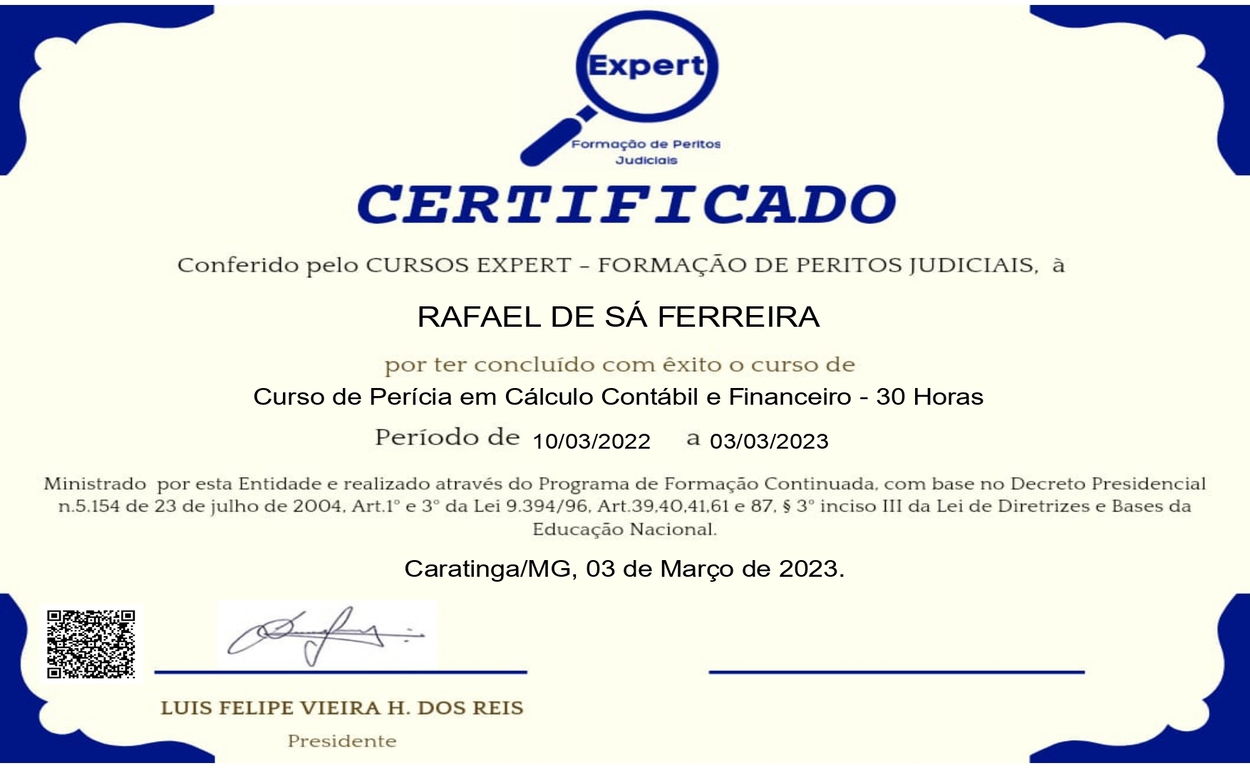 Expert
Formação de Peritos
Judiciais
CERTIFICADO
Conferido pelo CURSOS EXPERT – FORMAÇÃO DE PERITOS JUDICIAIS, à
RAFAEL DE SÁ FERREIRA
por ter concluído com êxito o curso de
Curso de Perícia em Cálculo Contábil e Financeiro - 30 Horas
Período de 10/03/2022 a 03/03/2023
Ministrado por esta Entidade e realizado através do Programa de Formação Continuada, com base no Decreto Presidencial
n.5.154 de 23 de julho de 2004, Art.1º e 3º da Lei 9.394/96, Art.39,40,41,61 e 87, § 3º inciso III da Lei de Diretrizes e Bases da
Educação Nacional.
Caratinga/MG, 03 de Março de 2023.
LUIS FELIPE VIEIRA H. DOS REIS
Presidente